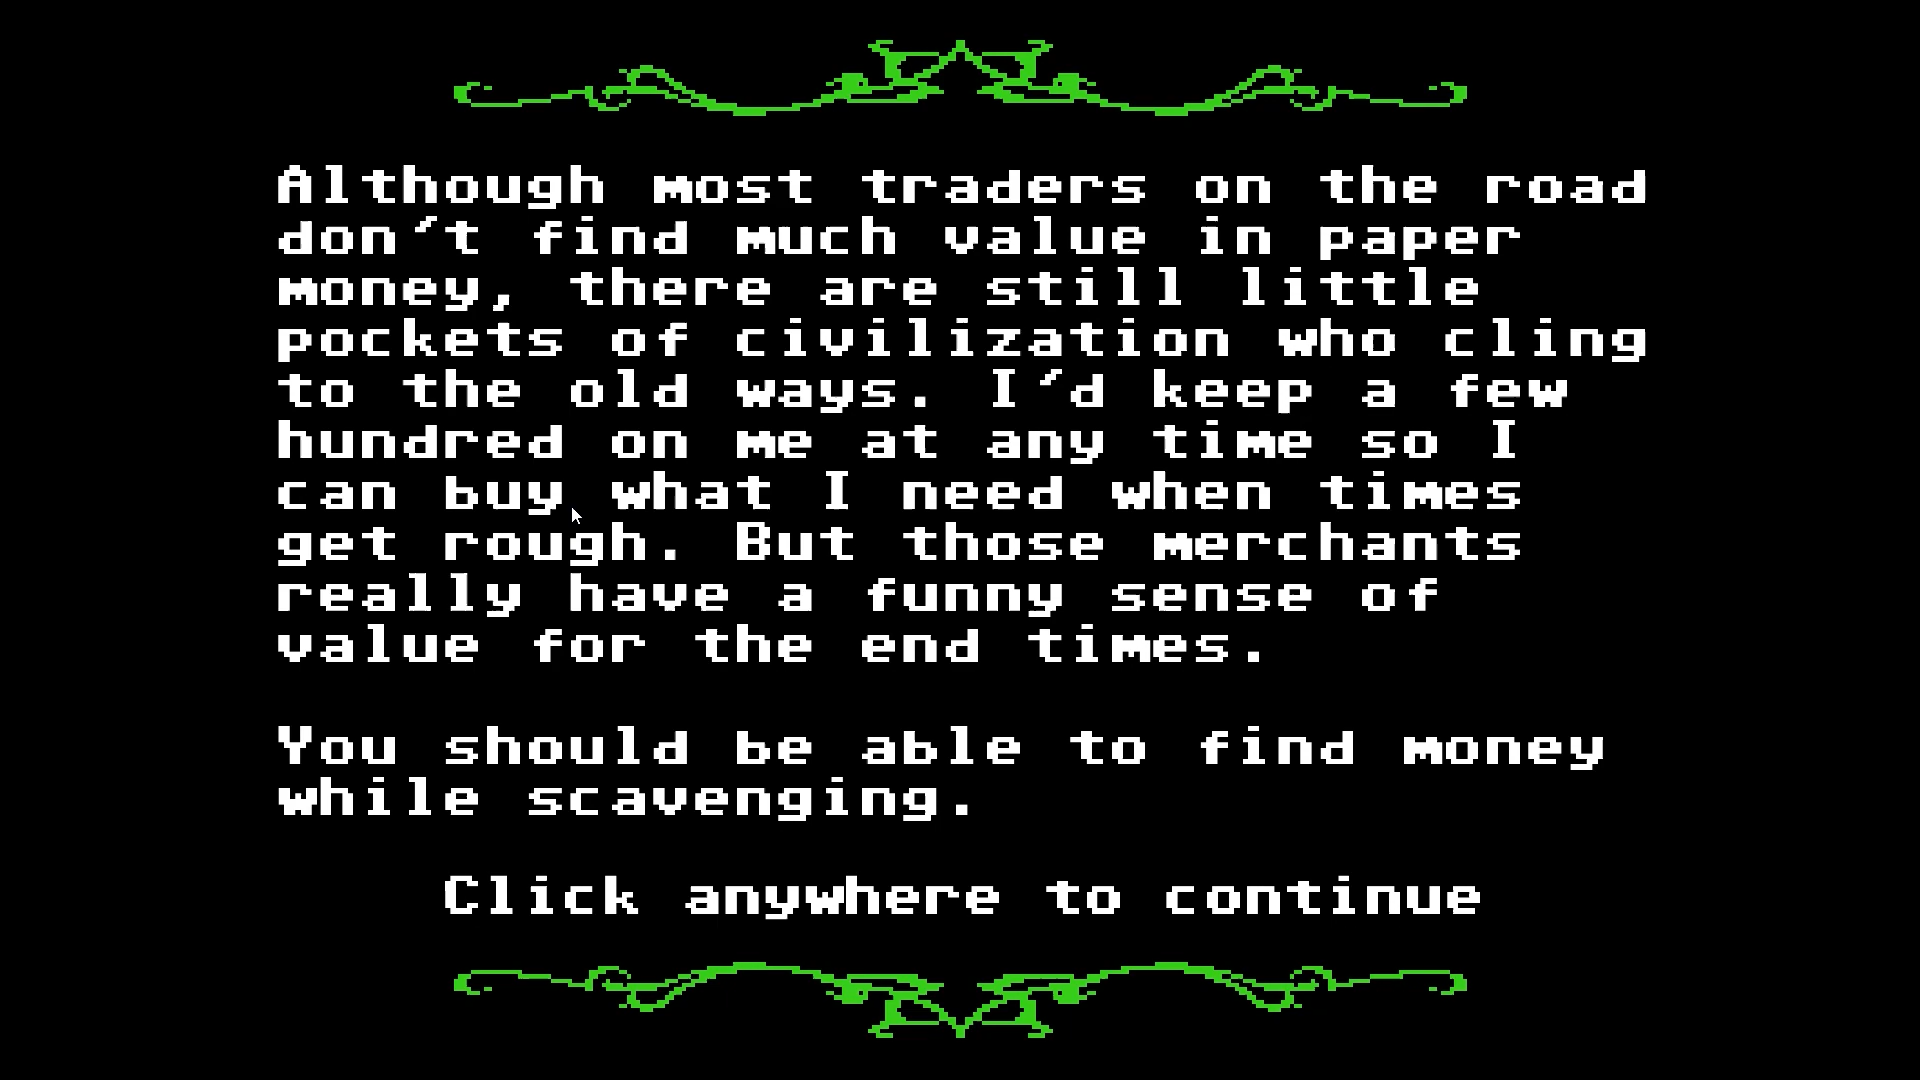 Although most traders on the road
don't find much value in paper
money, there are still little
pockets of civilization who cling
to the old ways. I'd keep a few
hundred on me at any time so I
can buy what I need when times
get rough. But those merchants
really have a funny sense of
value for the end times.
You should be able to find money
while scavenging.
Click anywhere to continue